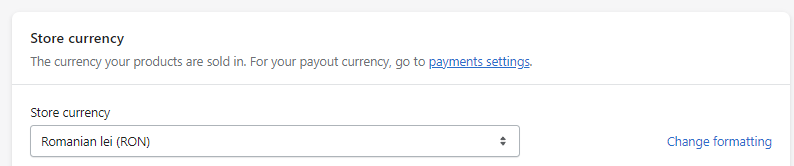 Store currency
The currency your products are sold in. For your payout currency, go to payments settings.
Store currency
Romanian lei (RON)
Change formatting